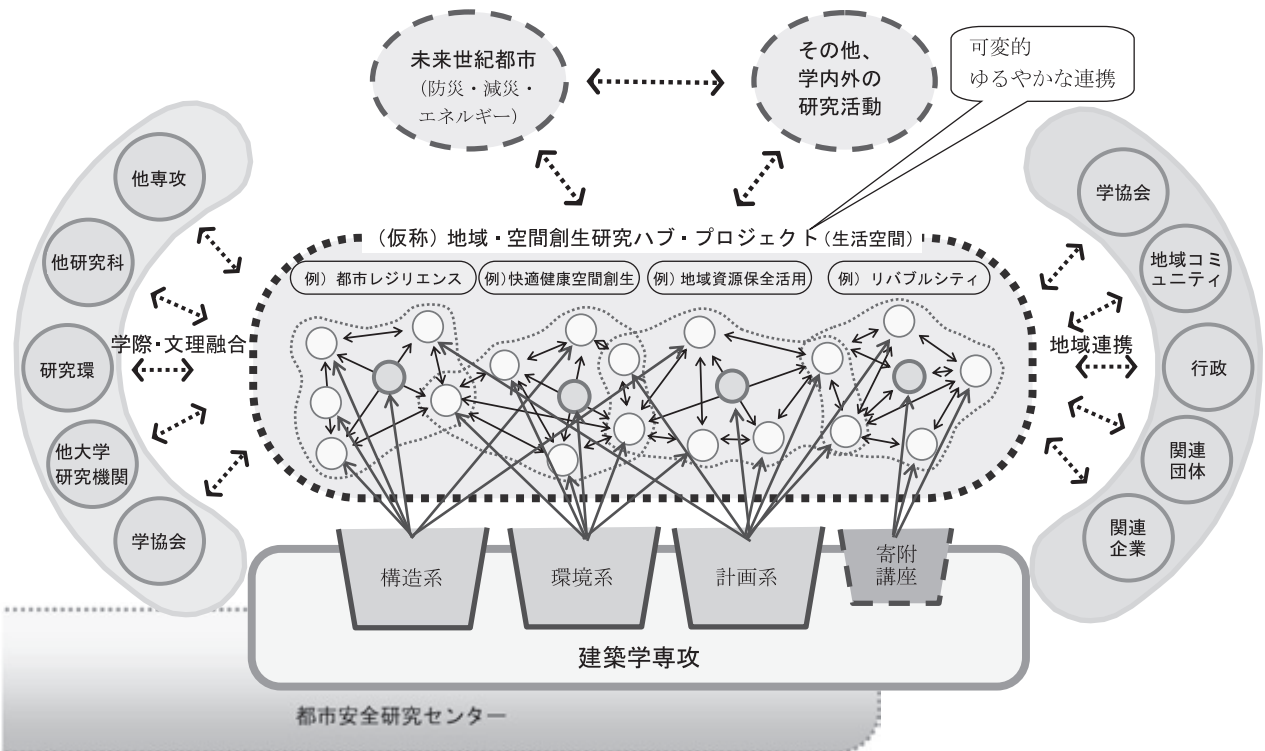 未来世紀都市
（防災・減災・
エネルギー）
その他、
学内外の
研究活動
可変的
ゆるやかな連携
他専攻
他研究科
研究環
他大学
研究機関
学協会
学際・文理融合
（仮称）地域・空間創生研究ハブ・プロジェクト（生活空間）
例）都市レジリエンス
例）快適健康空間創生
例）地域資源保全活用
例）リバブルシティ
地域連携
学協会
地域コミ
ュニティ
行政
関連
団体
関連
企業
構造系
環境系
計画系
寄附
講座
建築学専攻
都市安全研究センター